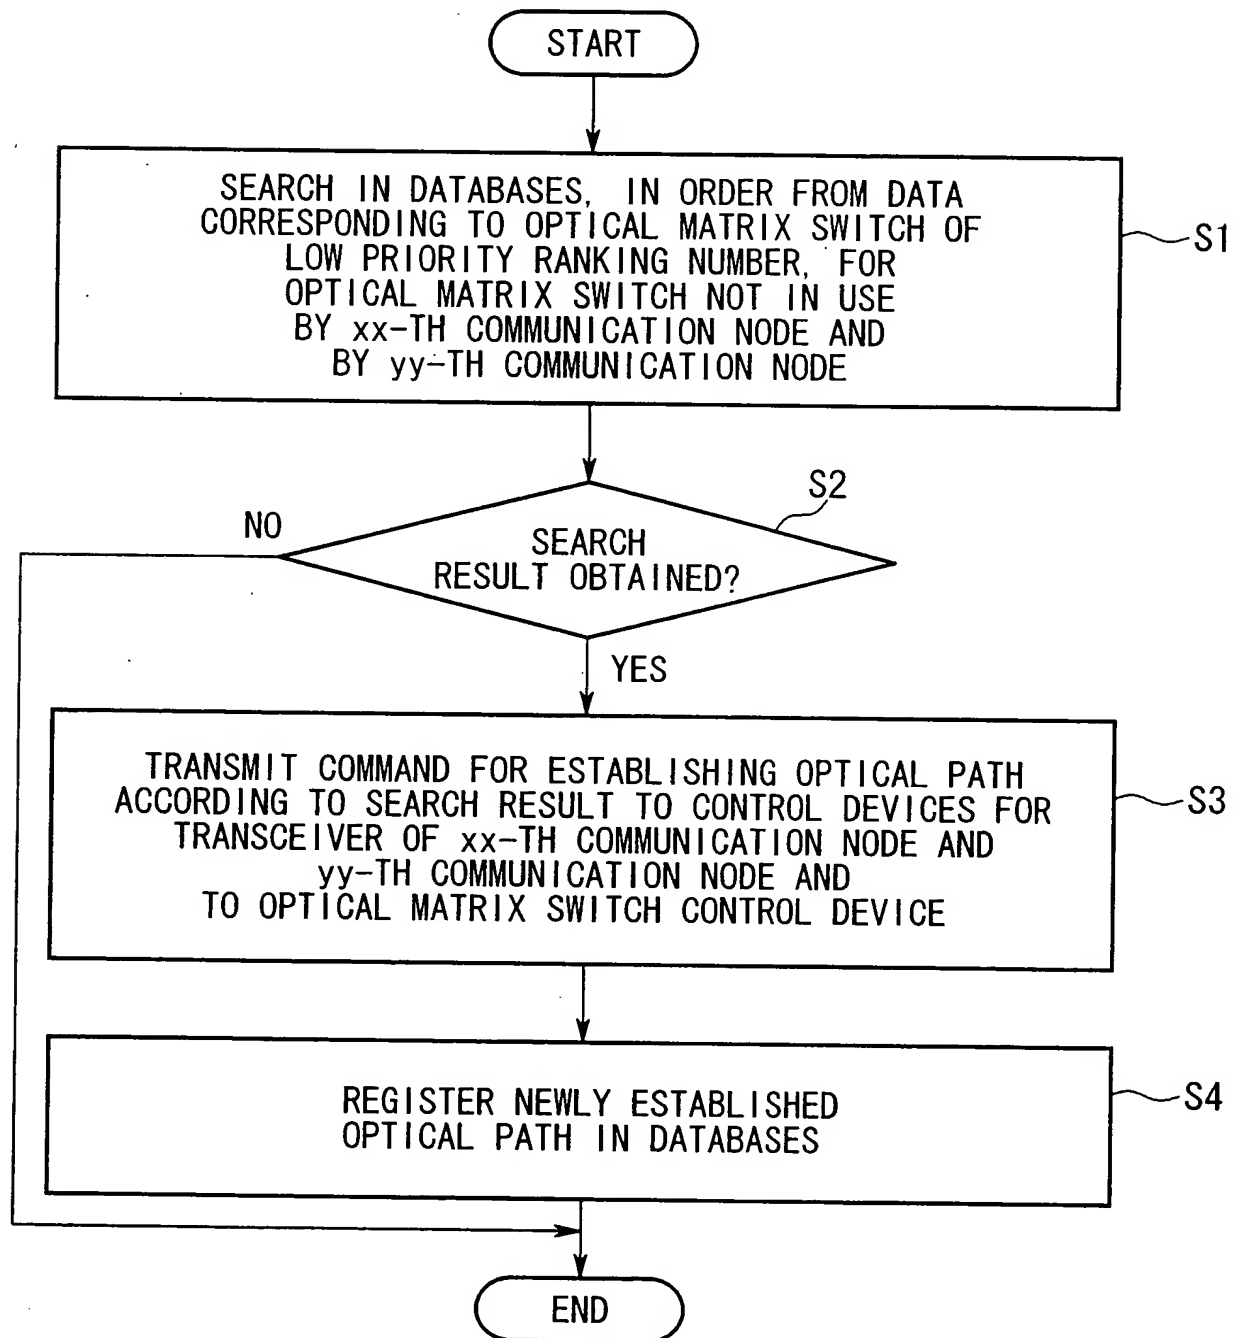 START
SEARCH IN DATABASES, IN ORDER FROM DATA
CORRESPONDING TO OPTICAL MATRIX SWITCH OF
LOW PRIORITY RANKING NUMBER, FOR
OPTICAL MATRIX SWITCH NOT IN USE
BY xx-TH COMMUNICATION NODE AND
BY yy-TH COMMUNICATION NODE
S1
S2
NO
SEARCH
RESULT OBTAINED?
YES
TRANSMIT COMMAND FOR ESTABLISHING OPTICAL PATH
ACCORDING TO SEARCH RESULT TO CONTROL DEVICES FOR
TRANSCEIVER OF xx-TH COMMUNICATION NODE AND
yy-TH COMMUNICATION NODE AND
TO OPTICAL MATRIX SWITCH CONTROL DEVICE
S3
REGISTER NEWLY ESTABLISHED
OPTICAL PATH IN DATABASES
S4
END